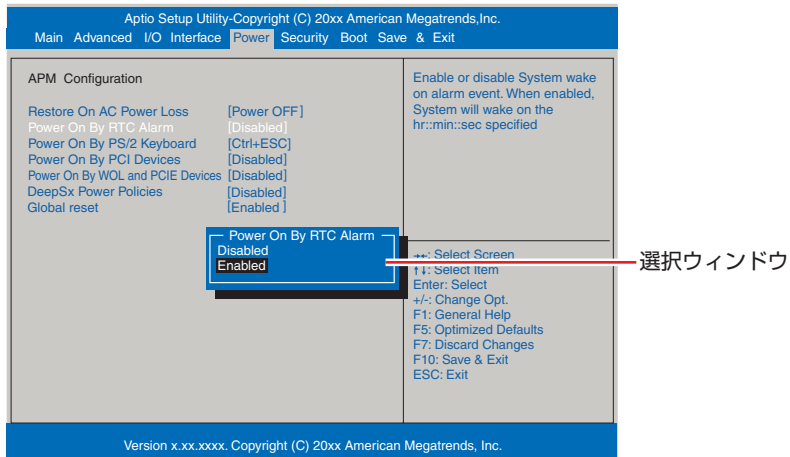 Aptio Setup Utility-Copyright (C) 20xx American Megatrends,Inc.
Main Advanced I/O Interface Power Security Boot Save & Exit
APM Configuration
Restore On AC Power Loss [Power OFF]
Power On By RTC Alarm [Disabled]
Power On By PS/2 Keyboard [Ctrl+ESC]
Power On By PCI Devices [Disabled]
Power On By WOL and PCIE Devices [Disabled]
DeepSx Power Policies [Disabled]
Global reset [Enabled ]
Enable or disable System wake
on alarm event. When enabled,
System will wake on the
hr::min::sec specified
Power On By RTC Alarm
Disabled
Enabled
選択ウィンドウ
→←: Select Screen
↑↓: Select Item
Enter: Select
+/-: Change Opt.
F1: General Help
F5: Optimized Defaults
F7: Discard Changes
F10: Save & Exit
ESC: Exit
Version x.xx.xxxx. Copyright (C) 20xx American Megatrends, Inc.